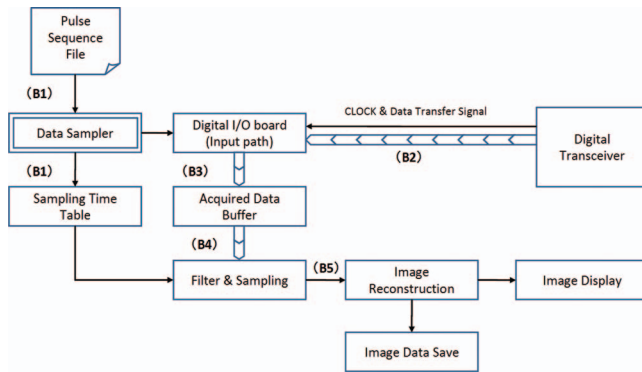 Pulse
Sequence
File
(B1)
CLOCK & Data Transfer Signal
Data Sampler
Digital I/O board
(Input path)
Digital
Transceiver
(B2)
(B1)
(B3)
Sampling Time
Table
Acquired Data
Buffer
(B4)
Filter & Sampling
(B5)
Image
Reconstruction
Image Display
Image Data Save